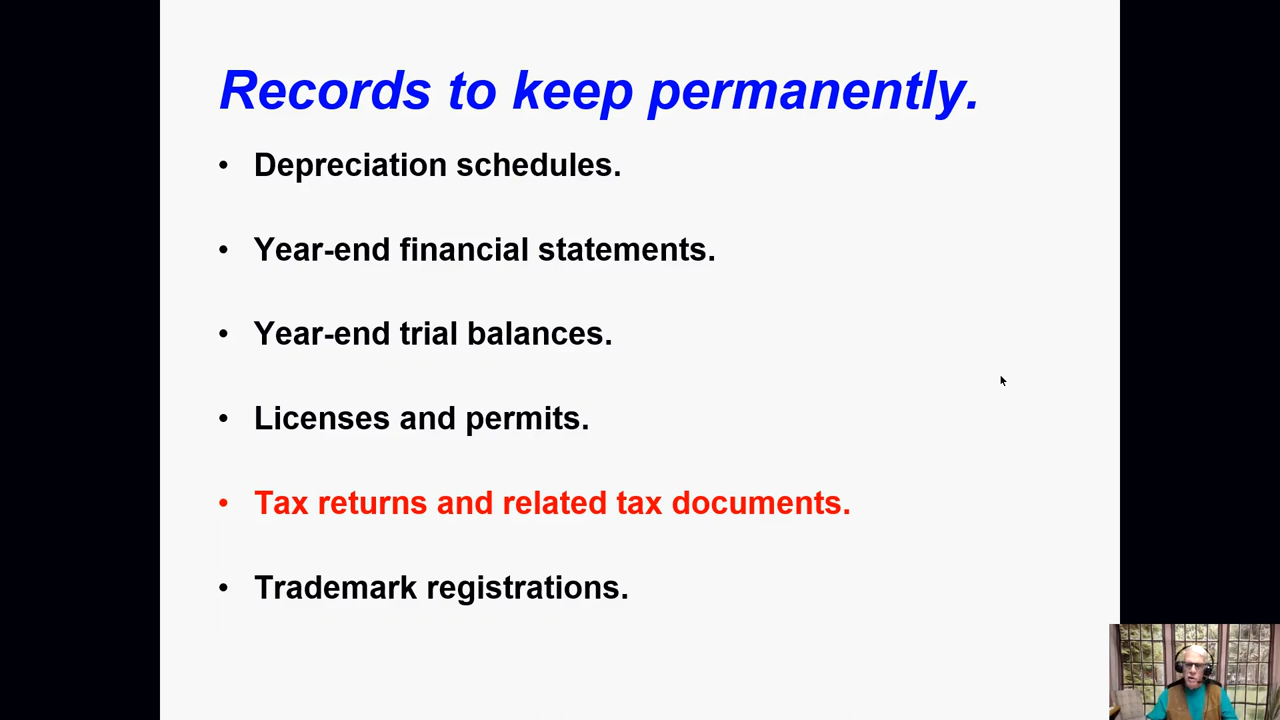 Records to keep permanently.
• Depreciation schedules.
• Year-end financial statements.
• Year-end trial balances.
• Licenses and permits.
• Tax returns and related tax documents.
• Trademark registrations.